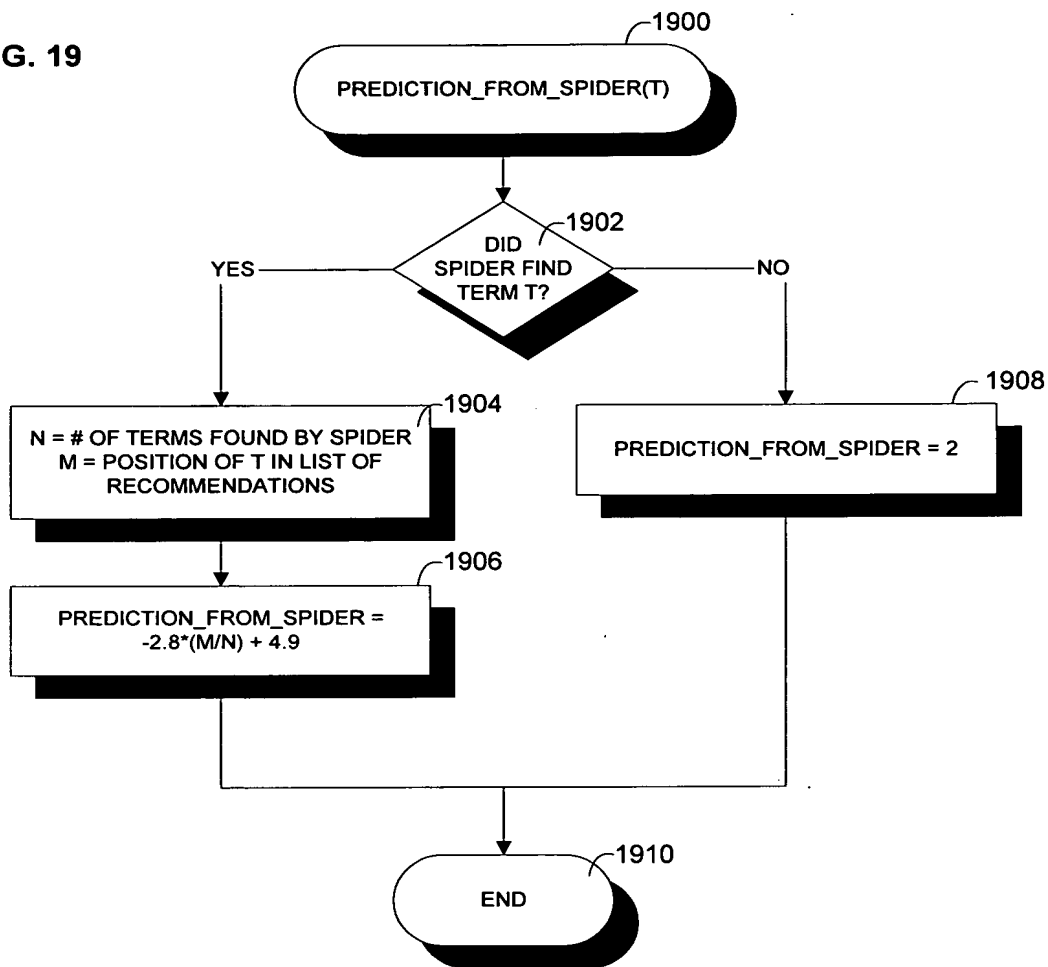 G. 19
1900
PREDICTION_FROM_SPIDER(T)
1902
DID
SPIDER FIND
TERM T?
YES
NO
1904
N = # OF TERMS FOUND BY SPIDER
M = POSITION OF T IN LIST OF
RECOMMENDATIONS
1908
PREDICTION_FROM_SPIDER = 2
1906
PREDICTION_FROM_SPIDER =
-2.8*(M/N) + 4.9
1910
END